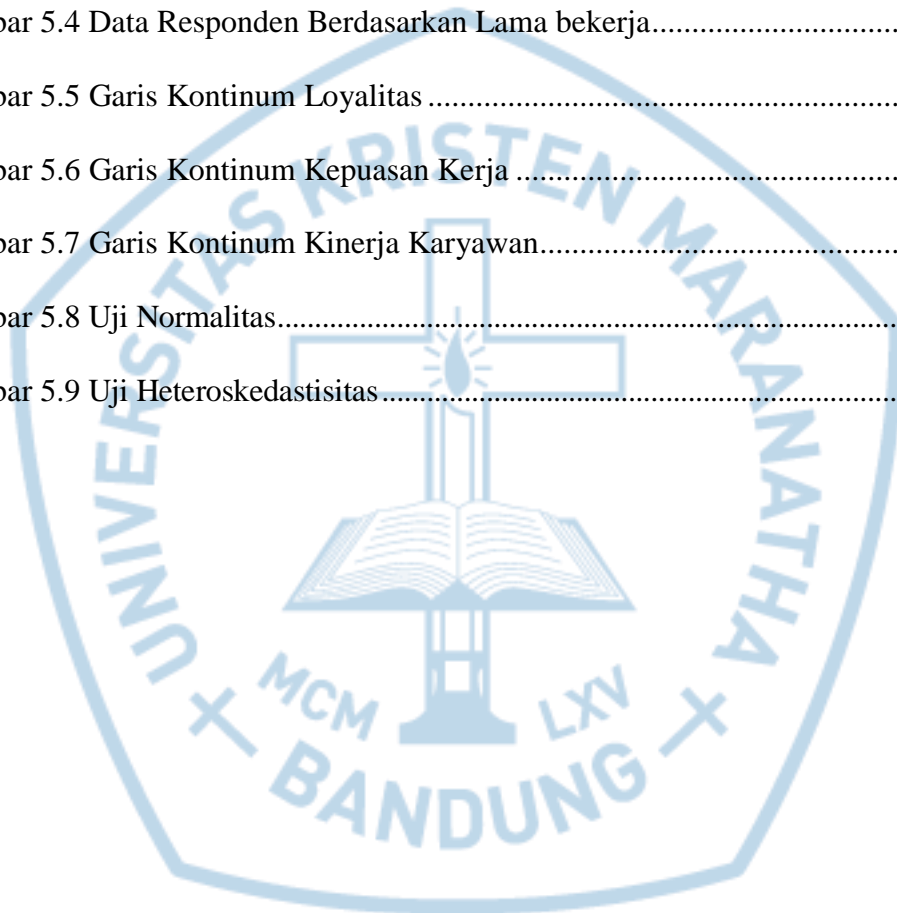 bar 5.4 Data Responden Berdasarkan Lama bekerja..............................
bar 5.5 Garis Kontinum Loyalitas..............................
bar 5.6 Garis Kontinum Kepuasan Kerja..............................
bar 5.7 Garis Kontinum Kinerja Karyawan..............................
bar 5.8 Uji Normalitas..............................
bar 5.9 Uji Heteroskedastisitas..............................
UNIVERSITAS KRISTEN MARANATHA
MCM LXV
BANDUNG